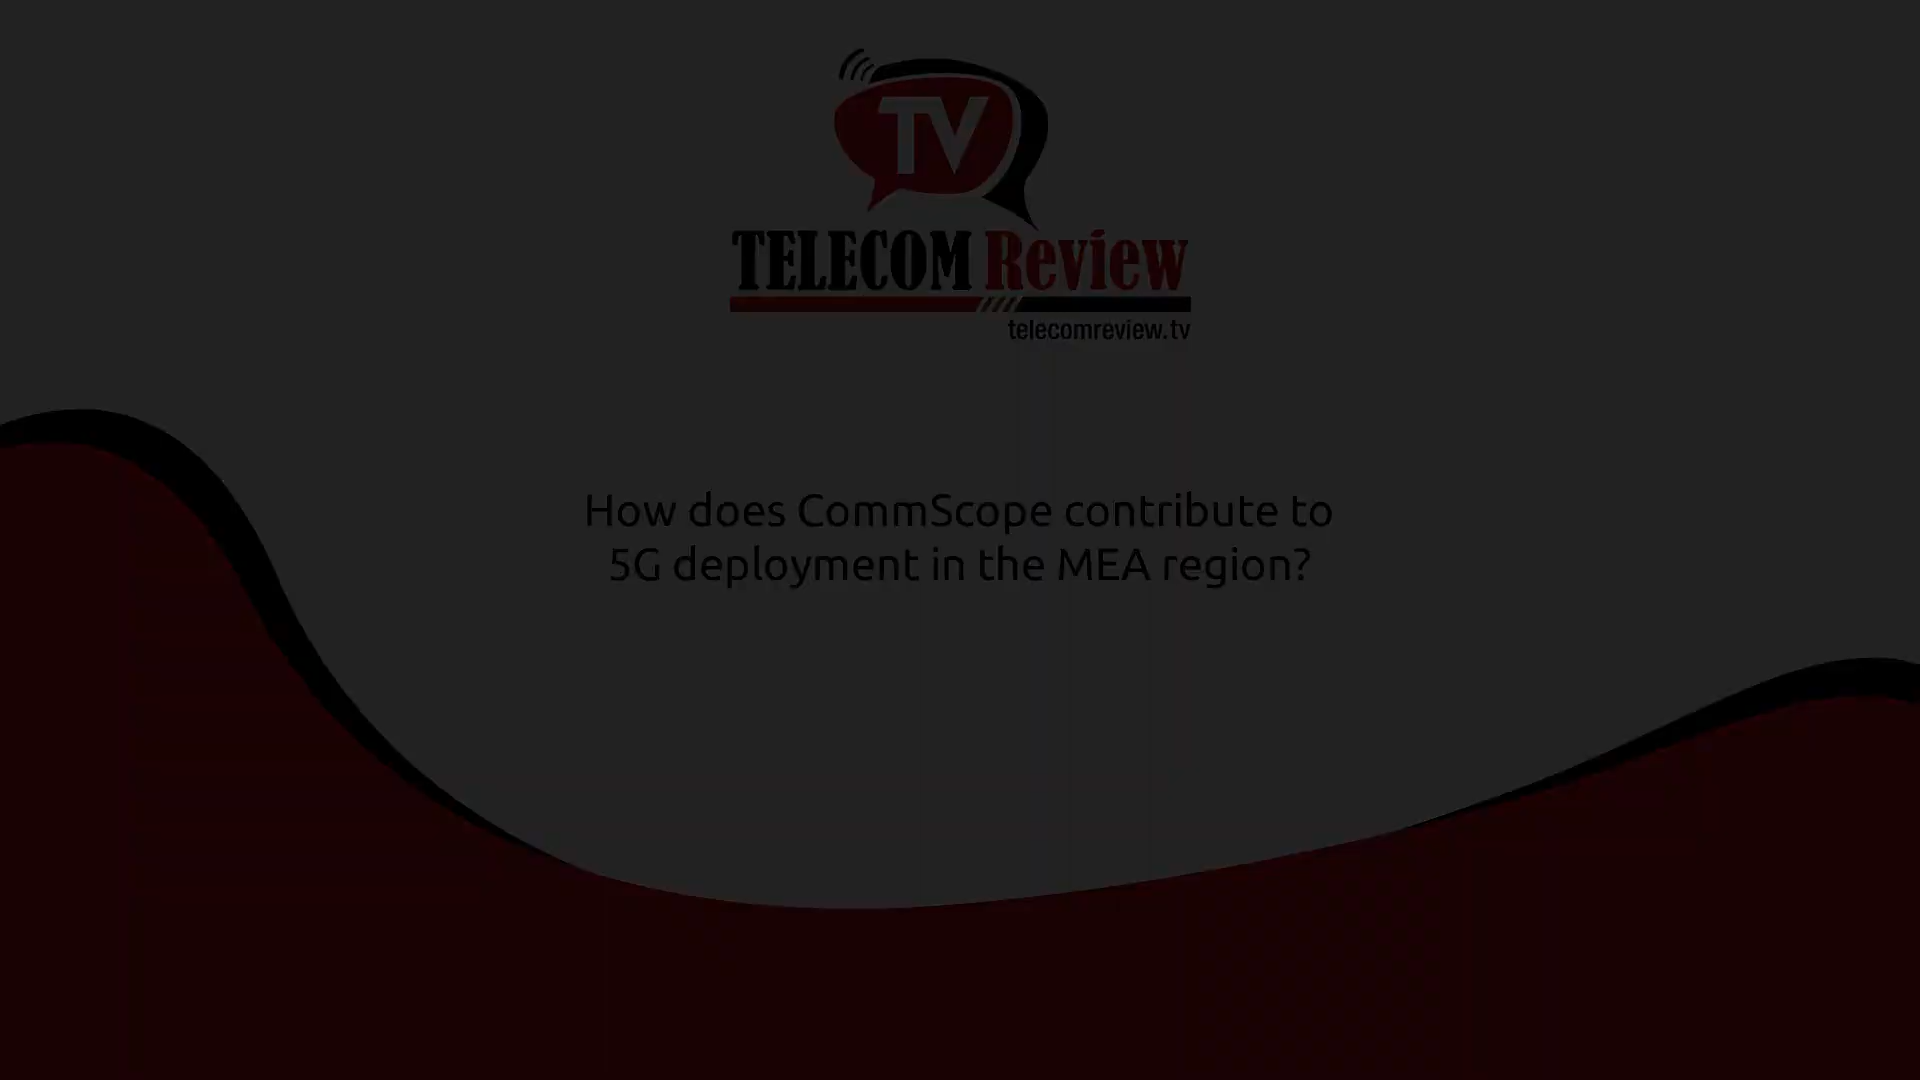 TV
TELECOM Review
telecomreview.tv
How does CommScope contribute to
5G deployment in the MEA region?